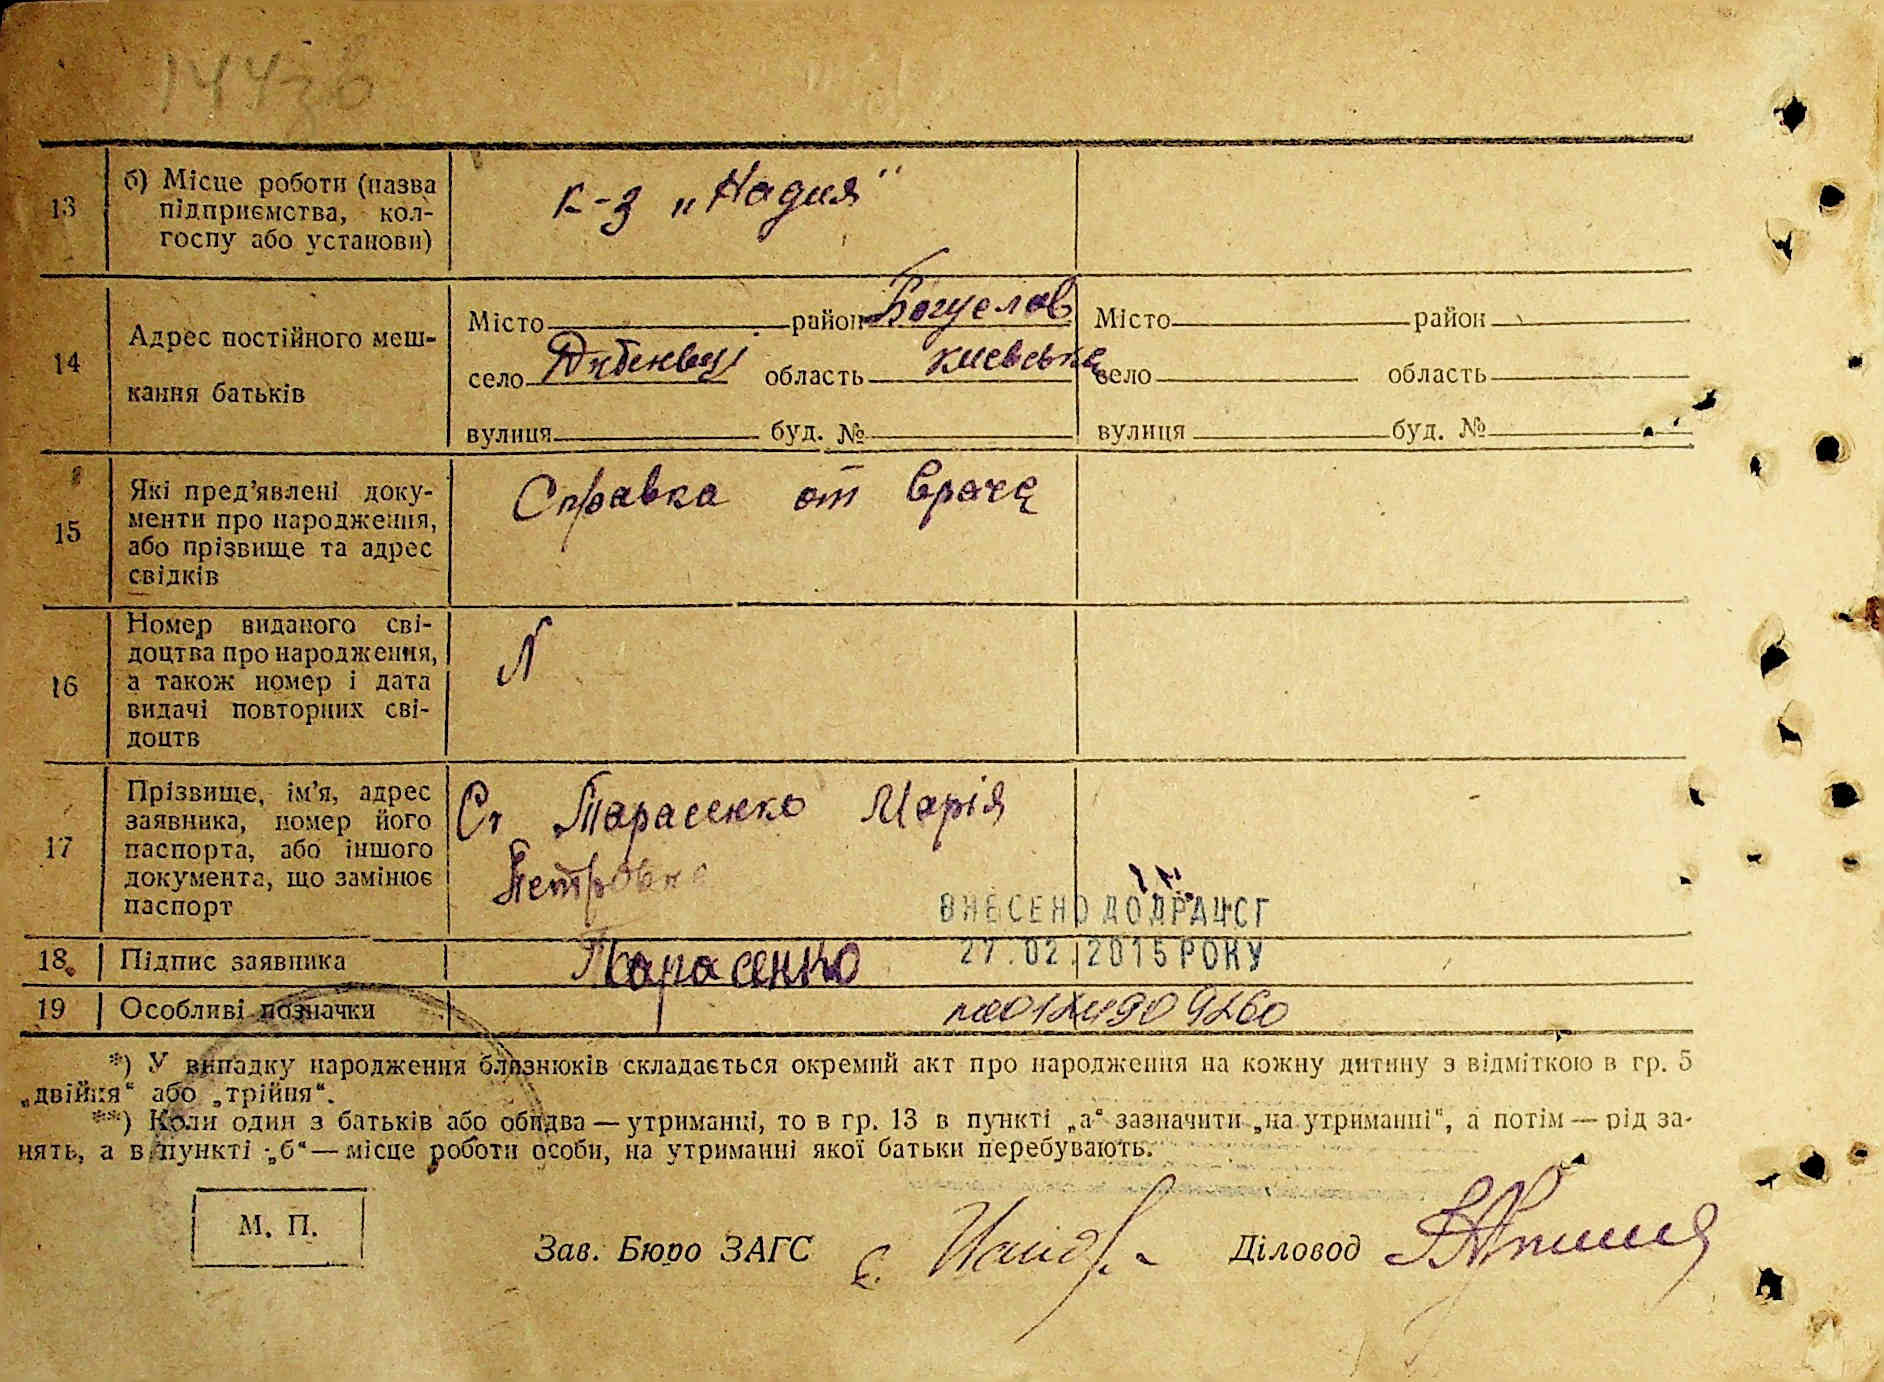 144зв
13
б) Місце роботи (назва
підприємства, кол-
госпу або установи)
к-з „Надия"
14
Адрес постійного меш-
кання батьків
Місто район Богуслав
село Дибенвці область киевська
вулиця буд. №
Місто район
село область
вулиця буд. №
15
Які пред'явлені доку-
менти про народження,
або прізвище та адрес
свідків
Справка от врача
16
Номер виданого сві-
доцтва про народження,
а також номер і дата
видачі повторних сві-
доцтв
N
17
Прізвище, ім'я, адрес
заявника, номер його
паспорта, або іншого
документа, що замінює
паспорт
Ст Тарасенко Марія
Петровна
ВНЕСЕНО ДО ДРАЦСГ
27.02.2015 РОКУ
18
Підпис заявника
Тарасенко
19
Особливі позначки
*) У випадку народження близнюків складається окремий акт про народження на кожну дитину з відміткою в гр. 5
„двійня“ або „трійня“.
**) Коли один з батьків або обидва — утриманці, то в гр. 13 в пункті „а“ зазначити „на утриманні“, а потім — рід за-
нять, а в пункті „б“ — місце роботи особи, на утриманні якої батьки перебувають.
М. П.
Зав. Бюро ЗАГС
Діловод